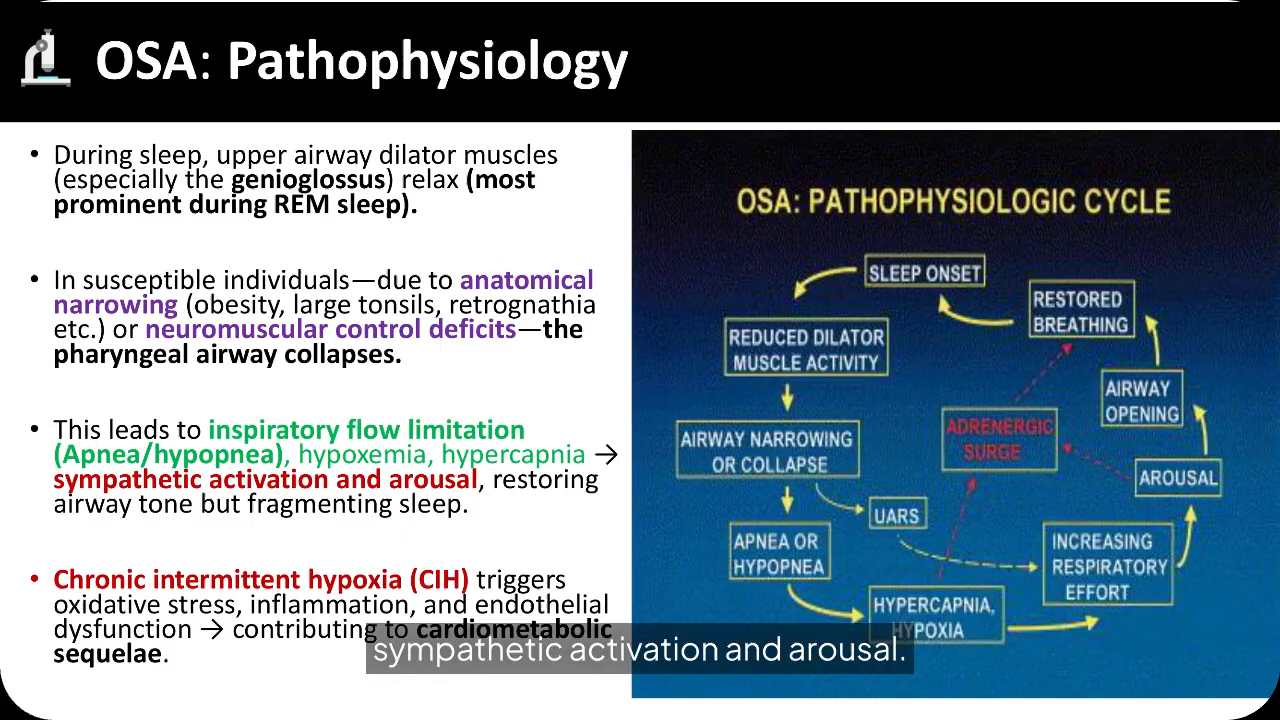 OSA: Pathophysiology
• During sleep, upper airway dilator muscles
(especially the genioglossus) relax (most
prominent during REM sleep).
• In susceptible individuals—due to anatomical
narrowing (obesity, large tonsils, retrognathia
etc.) or neuromuscular control deficits—the
pharyngeal airway collapses.
• This leads to inspiratory flow limitation
(Apnea/hypopnea), hypoxemia, hypercapnia →
sympathetic activation and arousal, restoring
airway tone but fragmenting sleep.
• Chronic intermittent hypoxia (CIH) triggers
oxidative stress, inflammation, and endothelial
dysfunction → contributing to cardiometabolic
sequelae.
OSA: PATHOPHYSIOLOGIC CYCLE
SLEEP ONSET
REDUCED DILATOR
MUSCLE ACTIVITY
AIRWAY NARROWING
OR COLLAPSE
UARS
APNEA OR
HYPOPNEA
HYPERCAPNIA,
HYPOXIA
INCREASING
RESPIRATORY
EFFORT
AROUSAL
ADRENERGIC
SURGE
AIRWAY
OPENING
RESTORED
BREATHING
sympathetic activation and arousal.